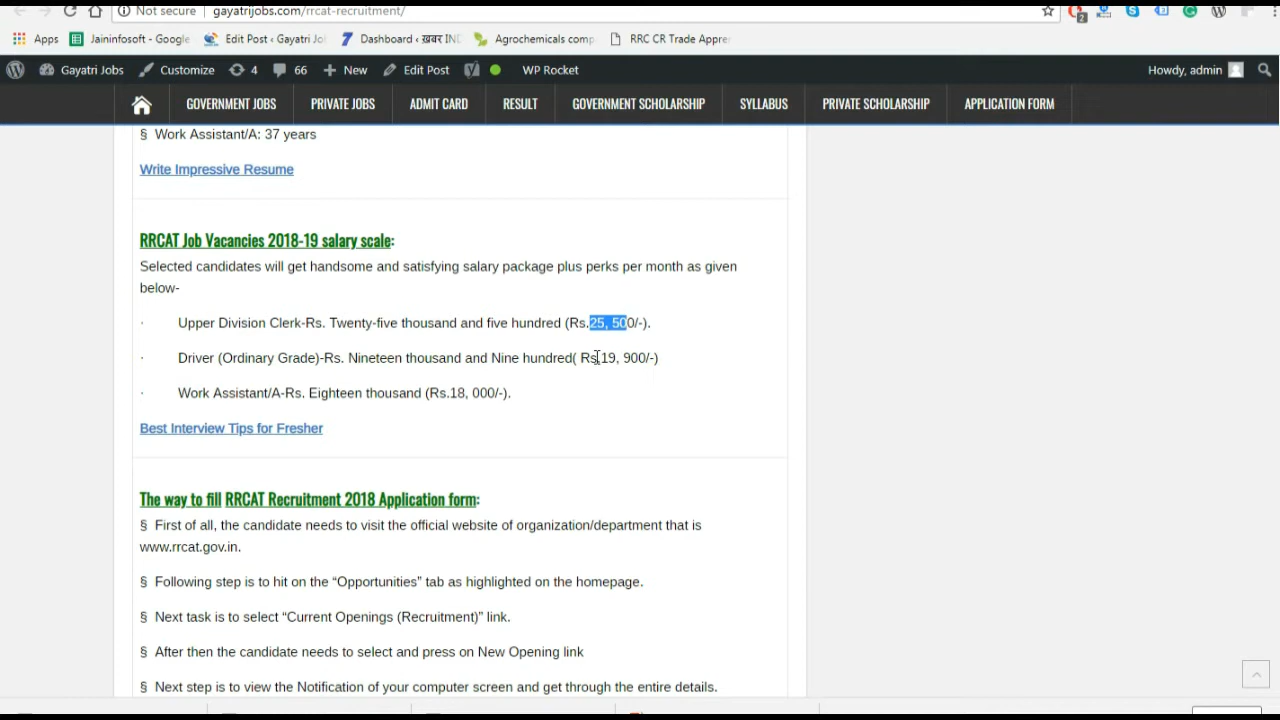 Not secure | gayatrijobs.com/rrcat-recruitment/
2
Apps Jaininfosoft - Google Edit Post ‹ Gayatri Jo Dashboard ‹ ख़बर IND Agrochemicals comp RRC CR Trade Appre
Gayatri Jobs Customize 4 66 New Edit Post WP Rocket Howdy, admin
GOVERNMENT JOBS PRIVATE JOBS ADMIT CARD RESULT GOVERNMENT SCHOLARSHIP SYLLABUS PRIVATE SCHOLARSHIP APPLICATION FORM
§ Work Assistant/A: 37 years
Write Impressive Resume
RRCAT Job Vacancies 2018-19 salary scale:
Selected candidates will get handsome and satisfying salary package plus perks per month as given
below-
· Upper Division Clerk-Rs. Twenty-five thousand and five hundred (Rs.25, 500/-).
· Driver (Ordinary Grade)-Rs. Nineteen thousand and Nine hundred( Rs.19, 900/-)
· Work Assistant/A-Rs. Eighteen thousand (Rs.18, 000/-).
Best Interview Tips for Fresher
The way to fill RRCAT Recruitment 2018 Application form:
§ First of all, the candidate needs to visit the official website of organization/department that is
www.rrcat.gov.in.
§ Following step is to hit on the “Opportunities” tab as highlighted on the homepage.
§ Next task is to select “Current Openings (Recruitment)” link.
§ After then the candidate needs to select and press on New Opening link
§ Next step is to view the Notification of your computer screen and get through the entire details.